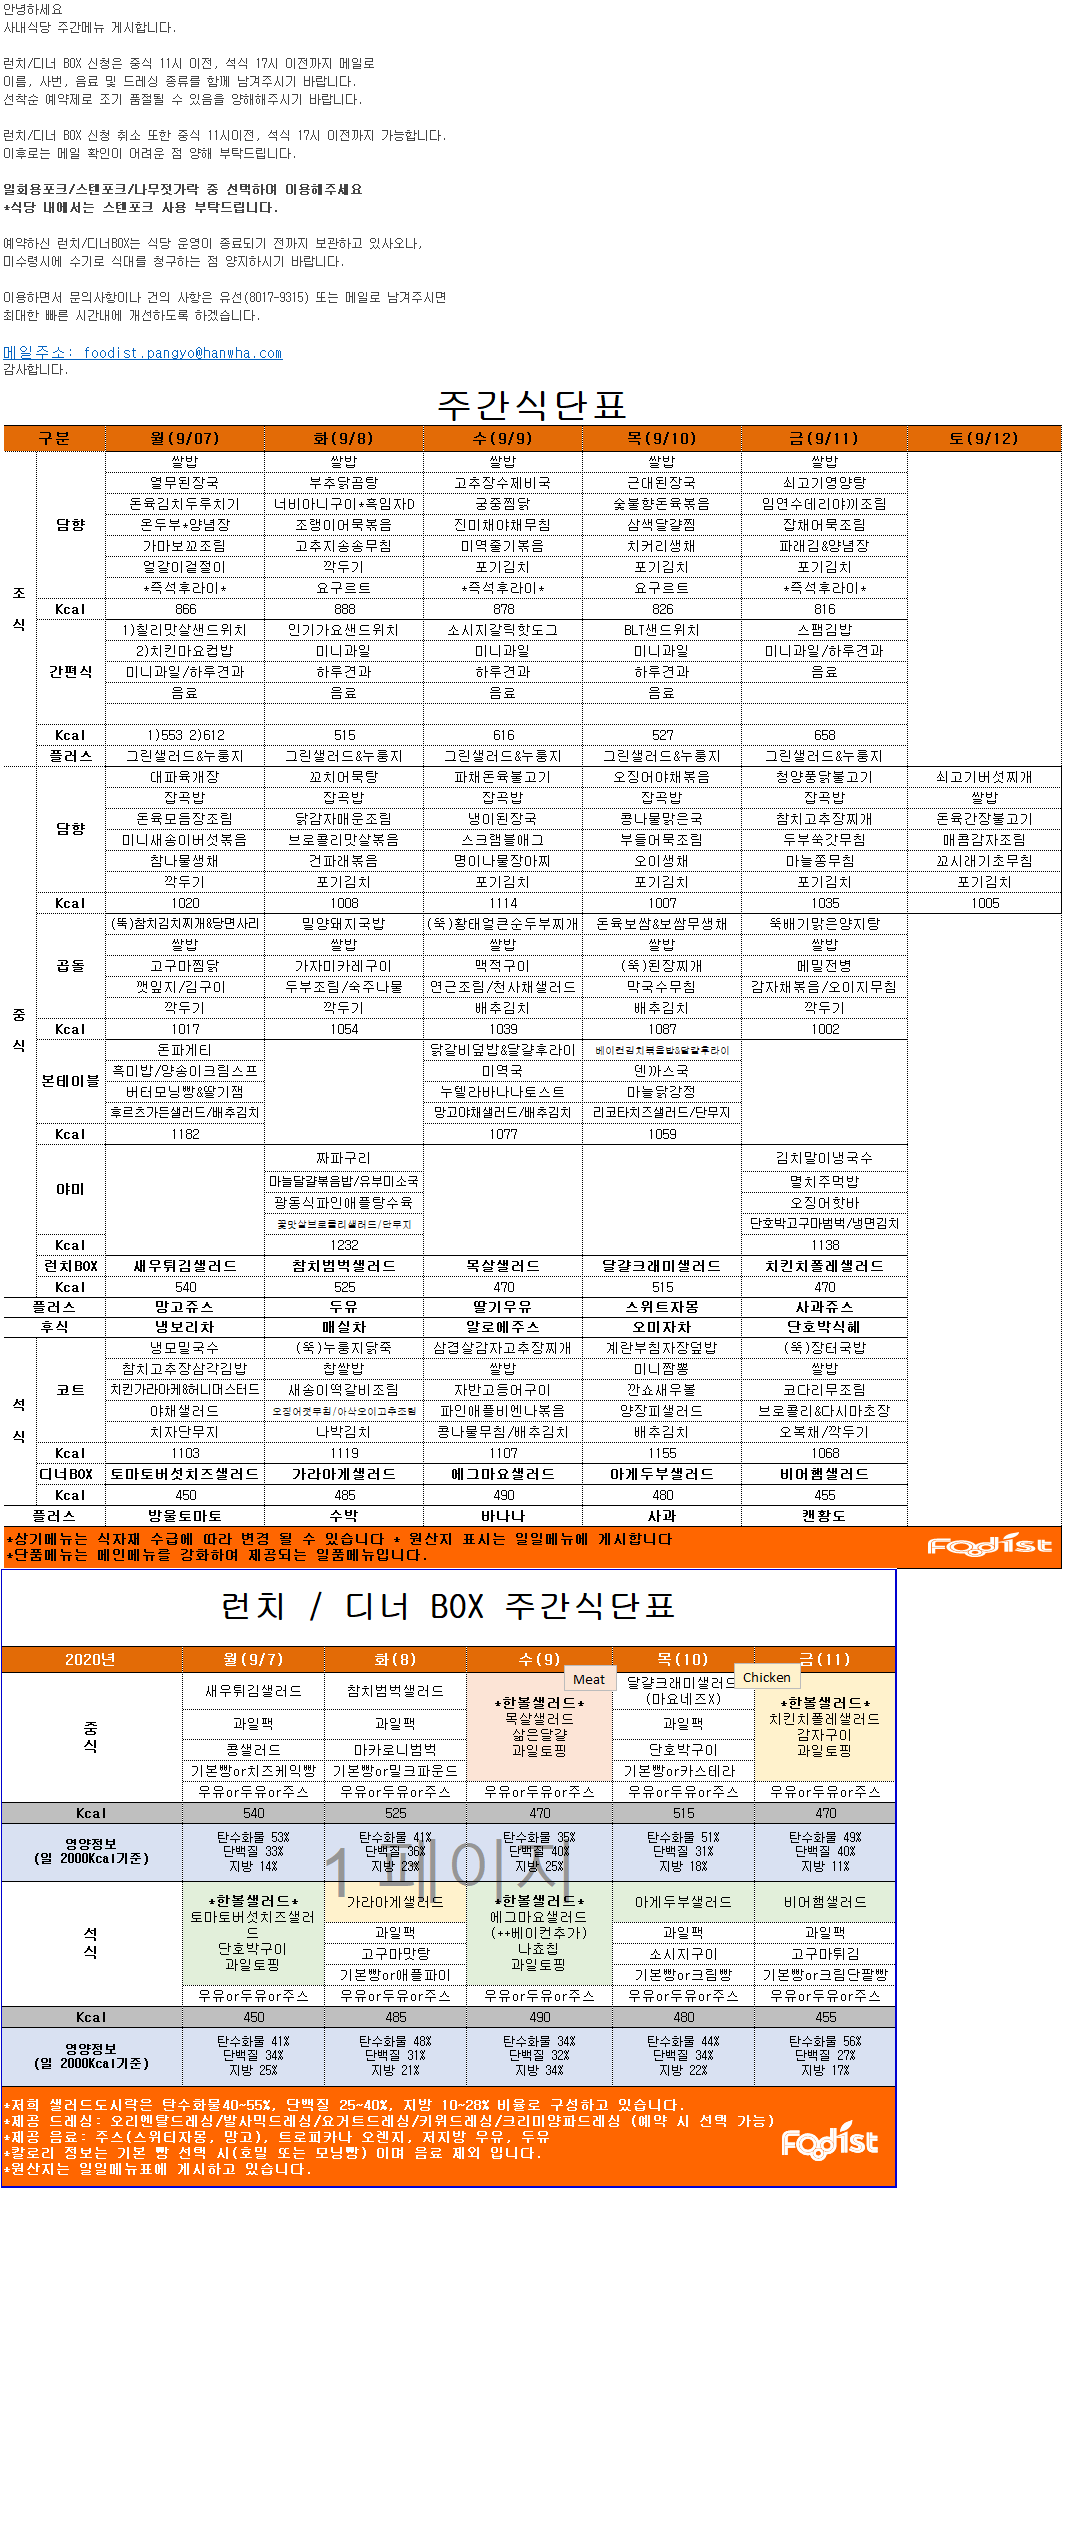 안녕하세요
사내식당 주간메뉴 게시합니다.
런치/디너 BOX 신청은 중식 11시 이전, 석식 17시 이전까지 메일로
이름, 사번, 음료 및 드레싱 종류를 함께 남겨주시기 바랍니다.
선착순 예약제로 조기 품절될 수 있음을 양해해주시기 바랍니다.
런치/디너 BOX 신청 취소 또한 중식 11시이전, 석식 17시 이전까지 가능합니다.
이후로는 메일 확인이 어려운 점 양해 부탁드립니다.
일회용포크/스텐포크/나무젓가락 중 선택하여 이용해주세요
*식당 내에서는 스텐포크 사용 부탁드립니다.
예약하신 런치/디너BOX는 식당 운영이 종료되기 전까지 보관하고 있사오나,
미수령시에 수기로 식대를 청구하는 점 양지하시기 바랍니다.
이용하면서 문의사항이나 건의 사항은 유선(8017-9315) 또는 메일로 남겨주시면
최대한 빠른 시간내에 개선하도록 하겠습니다.
메일주소: foodist.pangyo@hanwha.com
감사합니다.
주간식단표
구분 월(9/07) 화(9/8) 수(9/9) 목(9/10) 금(9/11) 토(9/12)
조식
담향 쌀밥 쌀밥 쌀밥 쌀밥 쌀밥
열무된장국 부추닭곰탕 고추장수제비국 근대된장국 쇠고기영양탕
돈육김치두루치기 너비아니구이*흑임자D 궁중찜닭 숯불향돈육볶음 임연수데리야끼조림
온두부*양념장 조랭이어묵볶음 진미채야채무침 삼색달걀찜 잡채어묵조림
가마보꼬조림 고추지송송무침 미역줄기볶음 치커리생채 파래김&양념장
얼갈이겉절이 깍두기 포기김치 포기김치 포기김치
*즉석후라이* 요구르트 *즉석후라이* 요구르트 *즉석후라이*
Kcal 866 888 878 826 816
간편식 1)칠리맛살샌드위치 인기가요샌드위치 소시지갈릭핫도그 BLT샌드위치 스팸김밥
2)치킨마요컵밥 미니과일 미니과일 미니과일 미니과일/하루견과
미니과일/하루견과 하루견과 하루견과 하루견과 음료
음료 음료 음료 음료
Kcal 1)553 2)612 515 616 527 658
플러스 그린샐러드&누룽지 그린샐러드&누룽지 그린샐러드&누룽지 그린샐러드&누룽지 그린샐러드&누룽지
중식
담향 대파육개장 꼬치어묵탕 파채돈육불고기 오징어야채볶음 청양풍닭불고기 쇠고기버섯찌개
잡곡밥 잡곡밥 잡곡밥 잡곡밥 잡곡밥 쌀밥
돈육모듬장조림 닭감자매운조림 냉이된장국 콩나물맑은국 참치고추장찌개 돈육간장불고기
미니새송이버섯볶음 브로콜리맛살볶음 스크램블애그 부들어묵조림 두부쑥갓무침 매콤감자조림
참나물생채 건파래볶음 명이나물장아찌 오이생채 마늘쫑무침 꼬시래기초무침
깍두기 포기김치 포기김치 포기김치 포기김치 포기김치
Kcal 1020 1008 1114 1007 1035 1005
곱돌 (뚝)참치김치찌개&당면사리 밀양돼지국밥 (뚝)황태얼큰순두부찌개 돈육보쌈&보쌈무생채 뚝배기맑은양지탕
쌀밥 쌀밥 쌀밥 쌀밥 쌀밥
고구마찜닭 가자미카레구이 맥적구이 (뚝)된장찌개 메밀전병
깻잎지/김구이 두부조림/숙주나물 연근조림/천사채샐러드 막국수무침 감자채볶음/오이지무침
깍두기 깍두기 배추김치 배추김치 깍두기
Kcal 1017 1054 1039 1087 1002
본테이블 돈파게티 닭갈비덮밥&달걀후라이 베이컨김치볶음밥&달걀후라이
흑미밥/양송이크림스프 미역국 덴까스국
버터모닝빵&딸기잼 누텔라바나나토스트 마늘닭강정
후르츠가든샐러드/배추김치 망고야채샐러드/배추김치 리코타치즈샐러드/단무지
Kcal 1182 1077 1059
야미 짜파구리 김치말이냉국수
마늘달걀볶음밥/유부미소국 멸치주먹밥
광동식파인애플탕수육 오징어핫바
꽃맛살브로콜리샐러드/단무지 단호박고구마범벅/냉면김치
Kcal 1232 1138
런치BOX 새우튀김샐러드 참치범벅샐러드 목살샐러드 달걀크래미샐러드 치킨치폴레샐러드
Kcal 540 525 470 515 470
플러스 망고쥬스 두유 딸기우유 스위트자몽 사과쥬스
후식 냉보리차 매실차 알로에주스 오미자차 단호박식혜
석식
코트 냉모밀국수 (뚝)누룽지닭죽 삼겹살감자고추장찌개 계란부침자장덮밥 (뚝)장터국밥
참치고추장삼각김밥 찹쌀밥 쌀밥 미니짬뽕 쌀밥
치킨가라아케&허니머스터드 새송이떡갈비조림 자반고등어구이 깐쇼새우볼 코다리무조림
야채샐러드 오징어젓무침/아삭오이고추조림 파인애플비엔나볶음 양장피샐러드 브로콜리&다시마초장
치자단무지 나박김치 콩나물무침/배추김치 배추김치 오복채/깍두기
Kcal 1103 1119 1107 1155 1068
디너BOX 토마토버섯치즈샐러드 가라아게샐러드 에그마요샐러드 아게두부샐러드 비어햄샐러드
Kcal 450 485 490 480 455
플러스 방울토마토 수박 바나나 사과 캔황도
*상기메뉴는 식자재 수급에 따라 변경 될 수 있습니다 * 원산지 표시는 일일메뉴에 게시합니다
*단품메뉴는 메인메뉴를 강화하여 제공되는 일품메뉴입니다.
Foodist
런치 / 디너 BOX 주간식단표
2020년 월(9/7) 화(8) 수(9) 목(10) 금(11)
Meat Chicken
중식
새우튀김샐러드 참치범벅샐러드 *한볼샐러드* 달걀크래미샐러드 *한볼샐러드*
목살샐러드 (마요네즈X) 치킨치폴레샐러드
과일팩 과일팩 삶은달걀 과일팩 감자구이
콩샐러드 마카로니범벅 과일토핑 단호박구이 과일토핑
기본빵or치즈케익빵 기본빵or밀크파운드 기본빵or카스테라
우유or두유or주스 우유or두유or주스 우유or두유or주스 우유or두유or주스 우유or두유or주스
Kcal 540 525 470 515 470
영양정보 탄수화물 53% 탄수화물 41% 탄수화물 35% 탄수화물 51% 탄수화물 49%
(일 2000Kcal기준) 단백질 33% 단백질 36% 단백질 40% 단백질 31% 단백질 40%
지방 14% 지방 23% 지방 25% 지방 18% 지방 11%
1 페이지
석식
*한볼샐러드* 가라아게샐러드 *한볼샐러드* 아게두부샐러드 비어햄샐러드
토마토버섯치즈샐러드 에그마요샐러드
과일팩 (++베이컨추가) 과일팩 과일팩
단호박구이 고구마맛탕 나쵸칩 소시지구이 고구마튀김
과일토핑 기본빵or애플파이 과일토핑 기본빵or크림빵 기본빵or크림단팥빵
우유or두유or주스 우유or두유or주스 우유or두유or주스 우유or두유or주스 우유or두유or주스
Kcal 450 485 490 480 455
영양정보 탄수화물 41% 탄수화물 48% 탄수화물 34% 탄수화물 44% 탄수화물 56%
(일 2000Kcal기준) 단백질 34% 단백질 31% 단백질 32% 단백질 34% 단백질 27%
지방 25% 지방 21% 지방 34% 지방 22% 지방 17%
*저희 샐러드도시락은 탄수화물40~55%, 단백질 25~40%, 지방 10~28% 비율로 구성하고 있습니다.
*제공 드레싱: 오리엔탈드레싱/발사믹드레싱/요거트드레싱/키위드레싱/크리미양파드레싱 (예약 시 선택 가능)
*제공 음료: 주스(스위티자몽, 망고), 트로피카나 오렌지, 저지방 우유, 두유
*칼로리 정보는 기본 빵 선택 시(호밀 또는 모닝빵) 이며 음료 제외 입니다.
*원산지는 일일메뉴표에 게시하고 있습니다.
Foodist